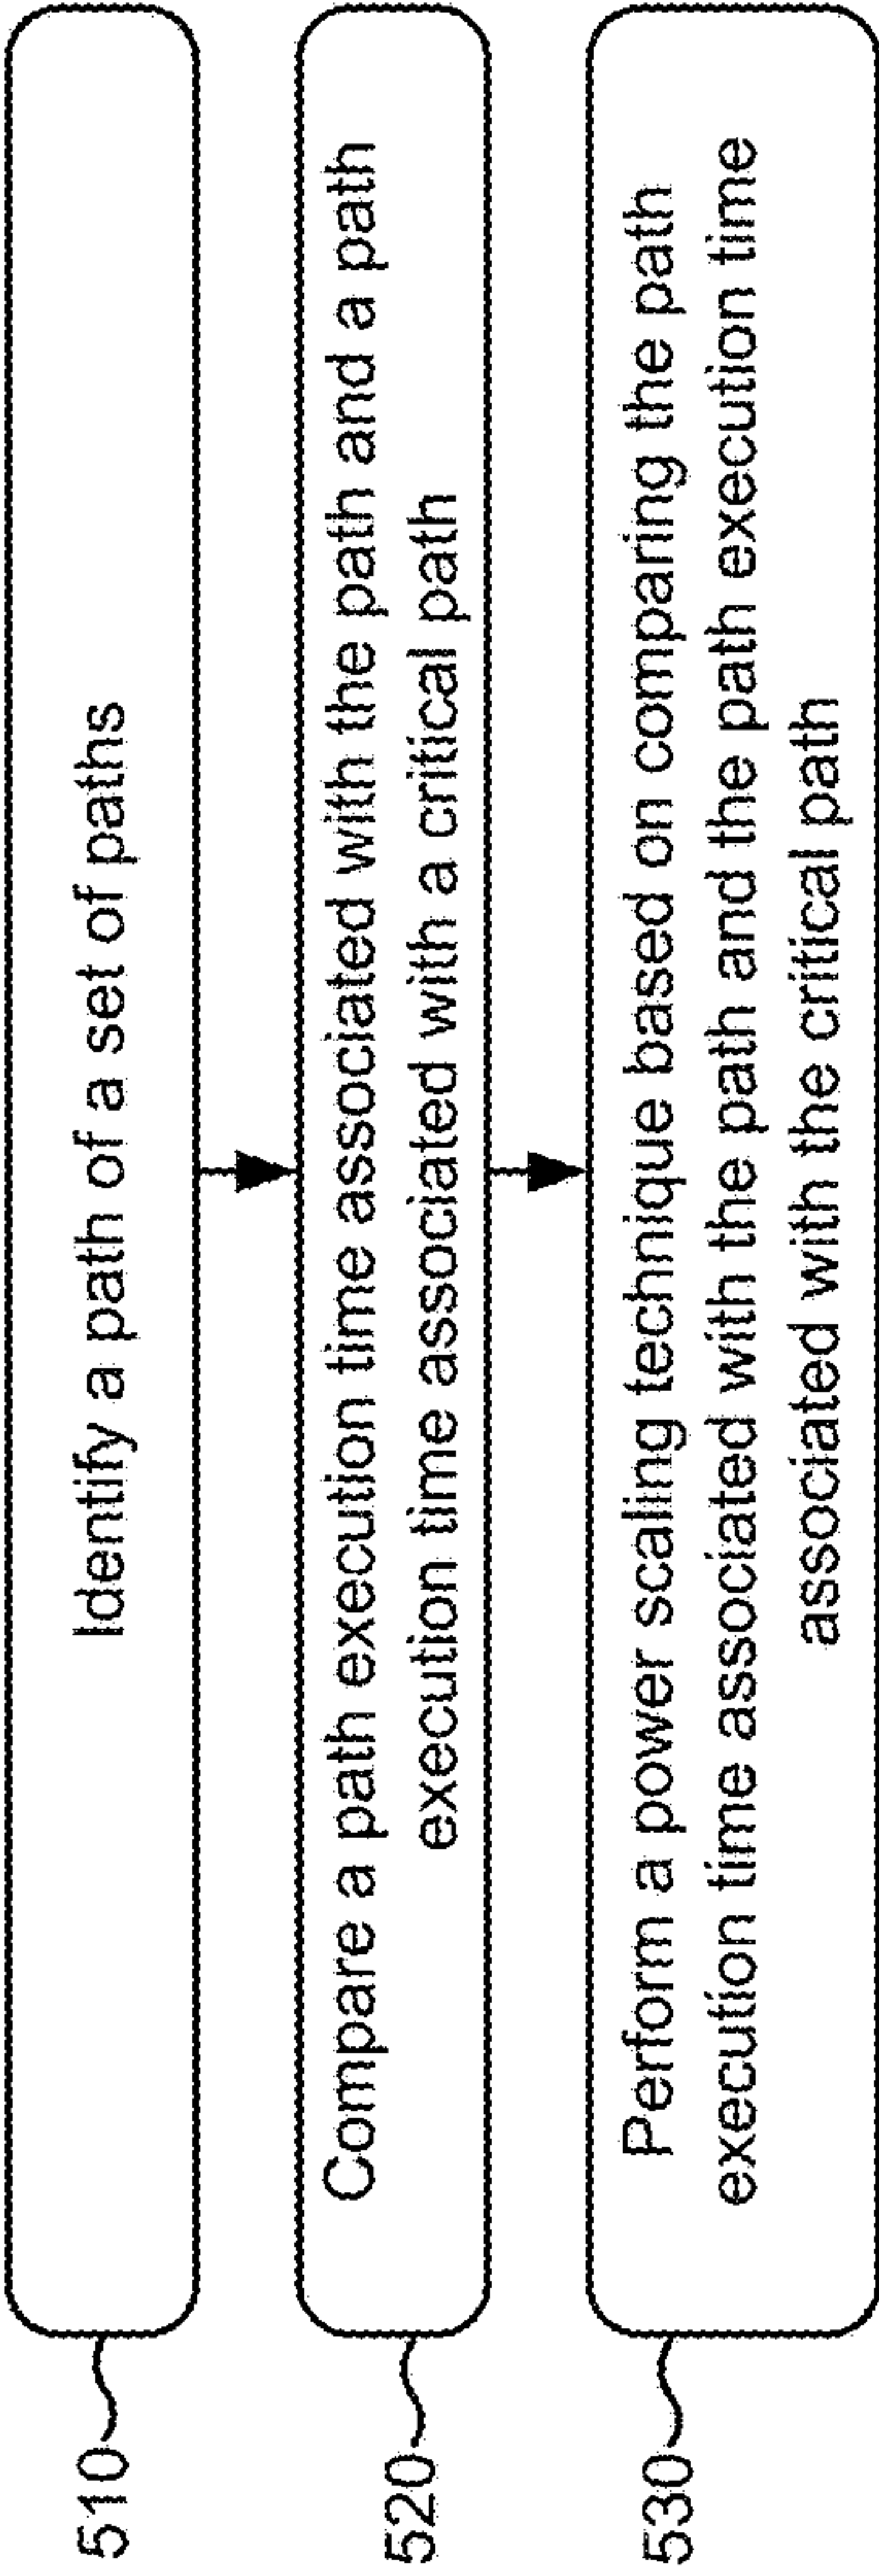 510
Identify a path of a set of paths
520
Compare a path execution time associated with the path and a path
execution time associated with a critical path
530
Perform a power scaling technique based on comparing the path
execution time associated with the path and the path execution time
associated with the critical path